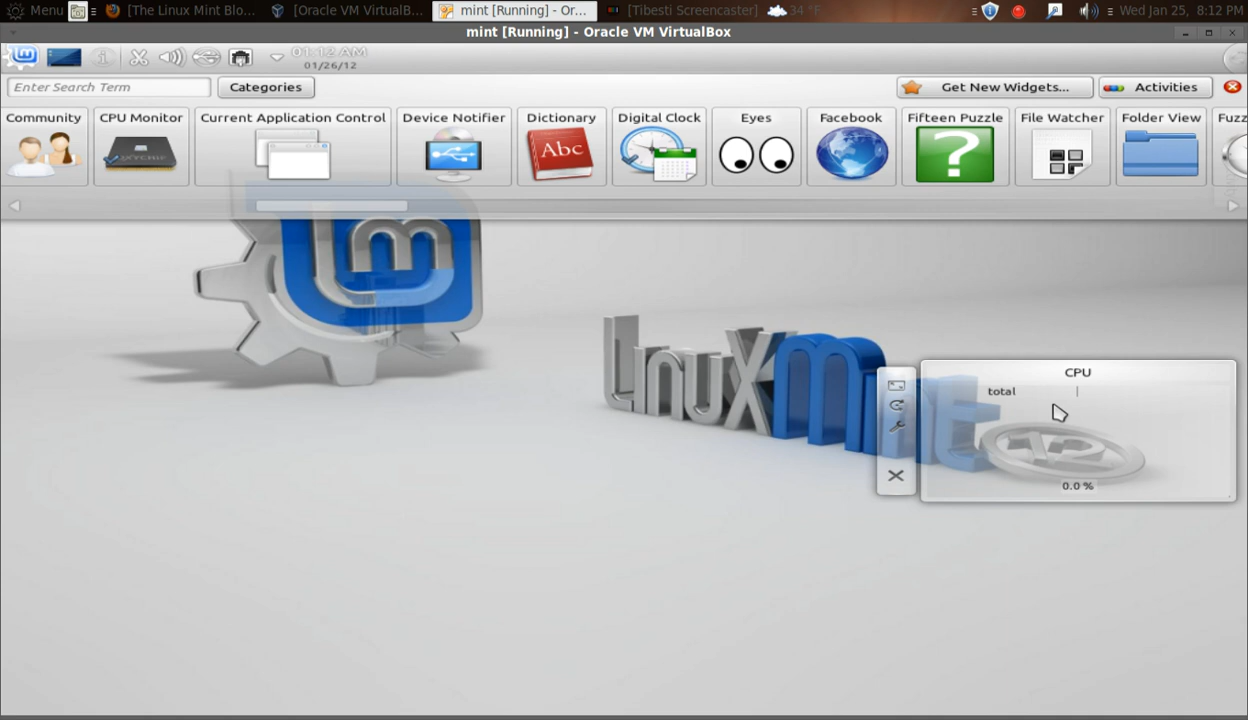 Menu [The Linux Mint Blo... [Oracle VM VirtualB... mint [Running] - Or... [Tibesti Screencaster] 34 °F Wed Jan 25, 8:12 PM
mint [Running] - Oracle VM VirtualBox
01:12 AM
01/26/12
Enter Search Term Categories Get New Widgets... Activities
Community CPU Monitor Current Application Control Device Notifier Dictionary Digital Clock Eyes Facebook Fifteen Puzzle File Watcher Folder View Fuzz
Abc
?
m
LinuxMint
12
CPU
total
0.0 %